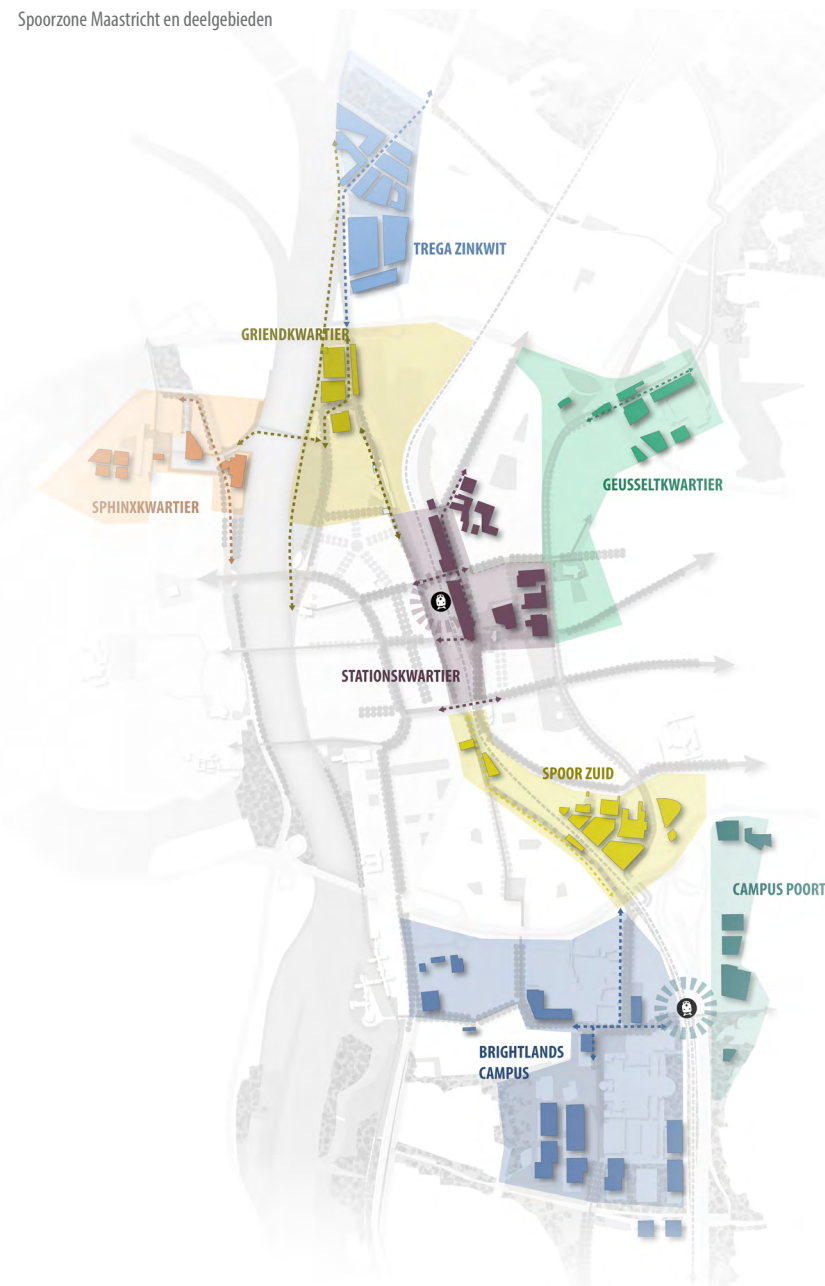 Spoorzone Maastricht en deelgebieden
TREGA ZINKWIT
GRIENDKWARTIER
GEUSSELTKWARTIER
SPHINXKWARTIER
STATIONSKWARTIER
SPOOR ZUID
CAMPUS POORT
BRIGHTLANDS
CAMPUS